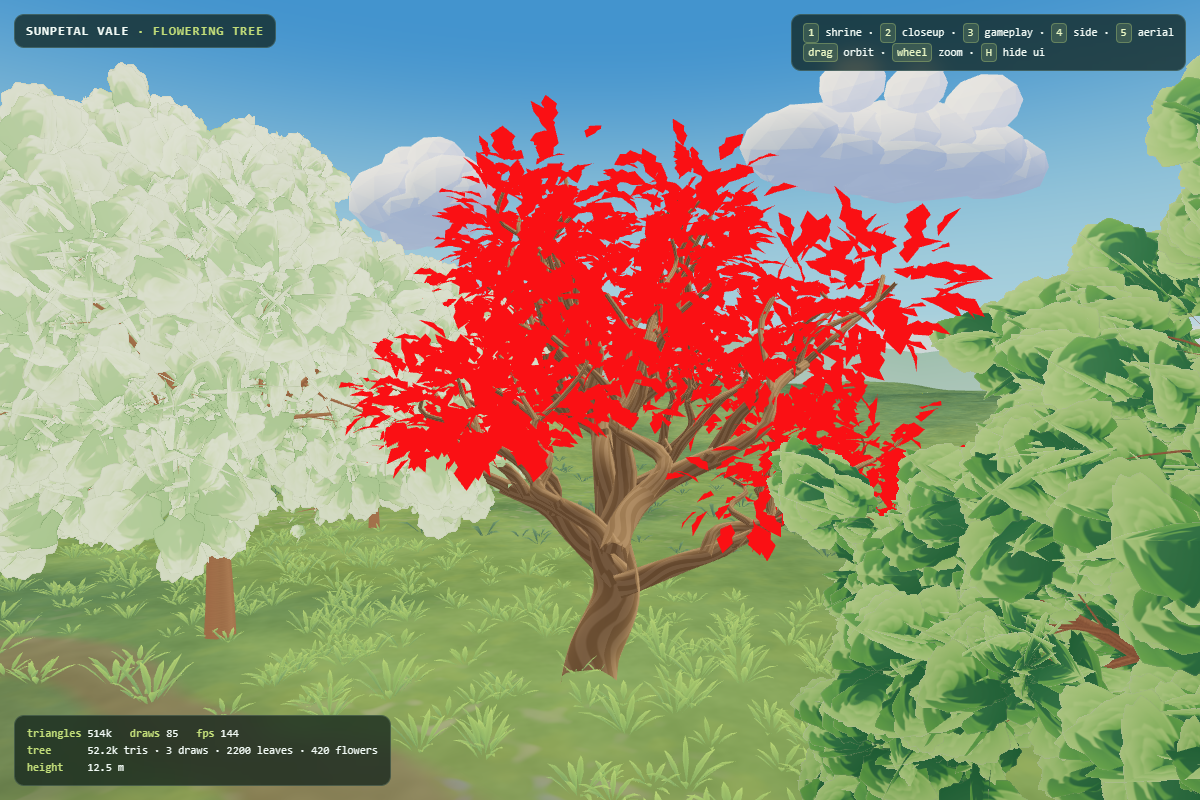 SUNPETAL VALE · FLOWERING TREE
1 shrine · 2 closeup · 3 gameplay · 4 side · 5 aerial
drag orbit · wheel zoom · H hide ui
triangles 514k draws 85 fps 144
tree 52.2k tris · 3 draws · 2200 leaves · 420 flowers
height 12.5 m